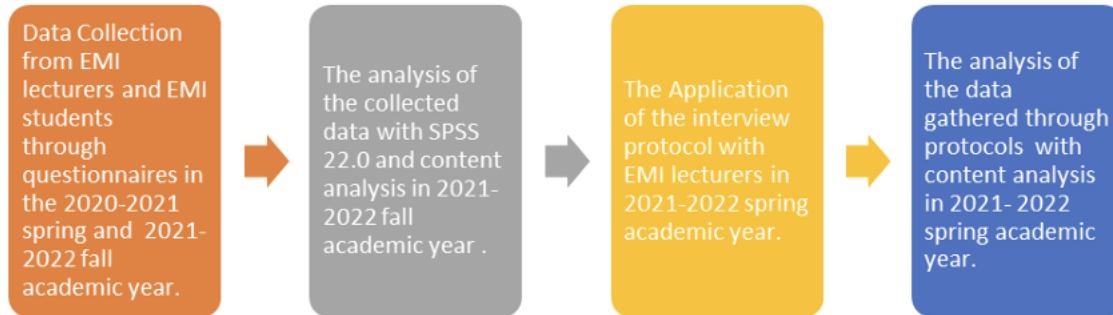 Data Collection
from EMI
lecturers and EMI
students
through
questionnaires in
the 2020-2021
spring and 2021-
2022 fall
academic year.
The analysis of
the collected
data with SPSS
22.0 and content
analysis in 2021-
2022 fall
academic year .
The Application
of the interview
protocol with
EMI lecturers in
2021-2022 spring
academic year.
The analysis of
the data
gathered through
protocols with
content analysis
in 2021- 2022
spring academic
year.